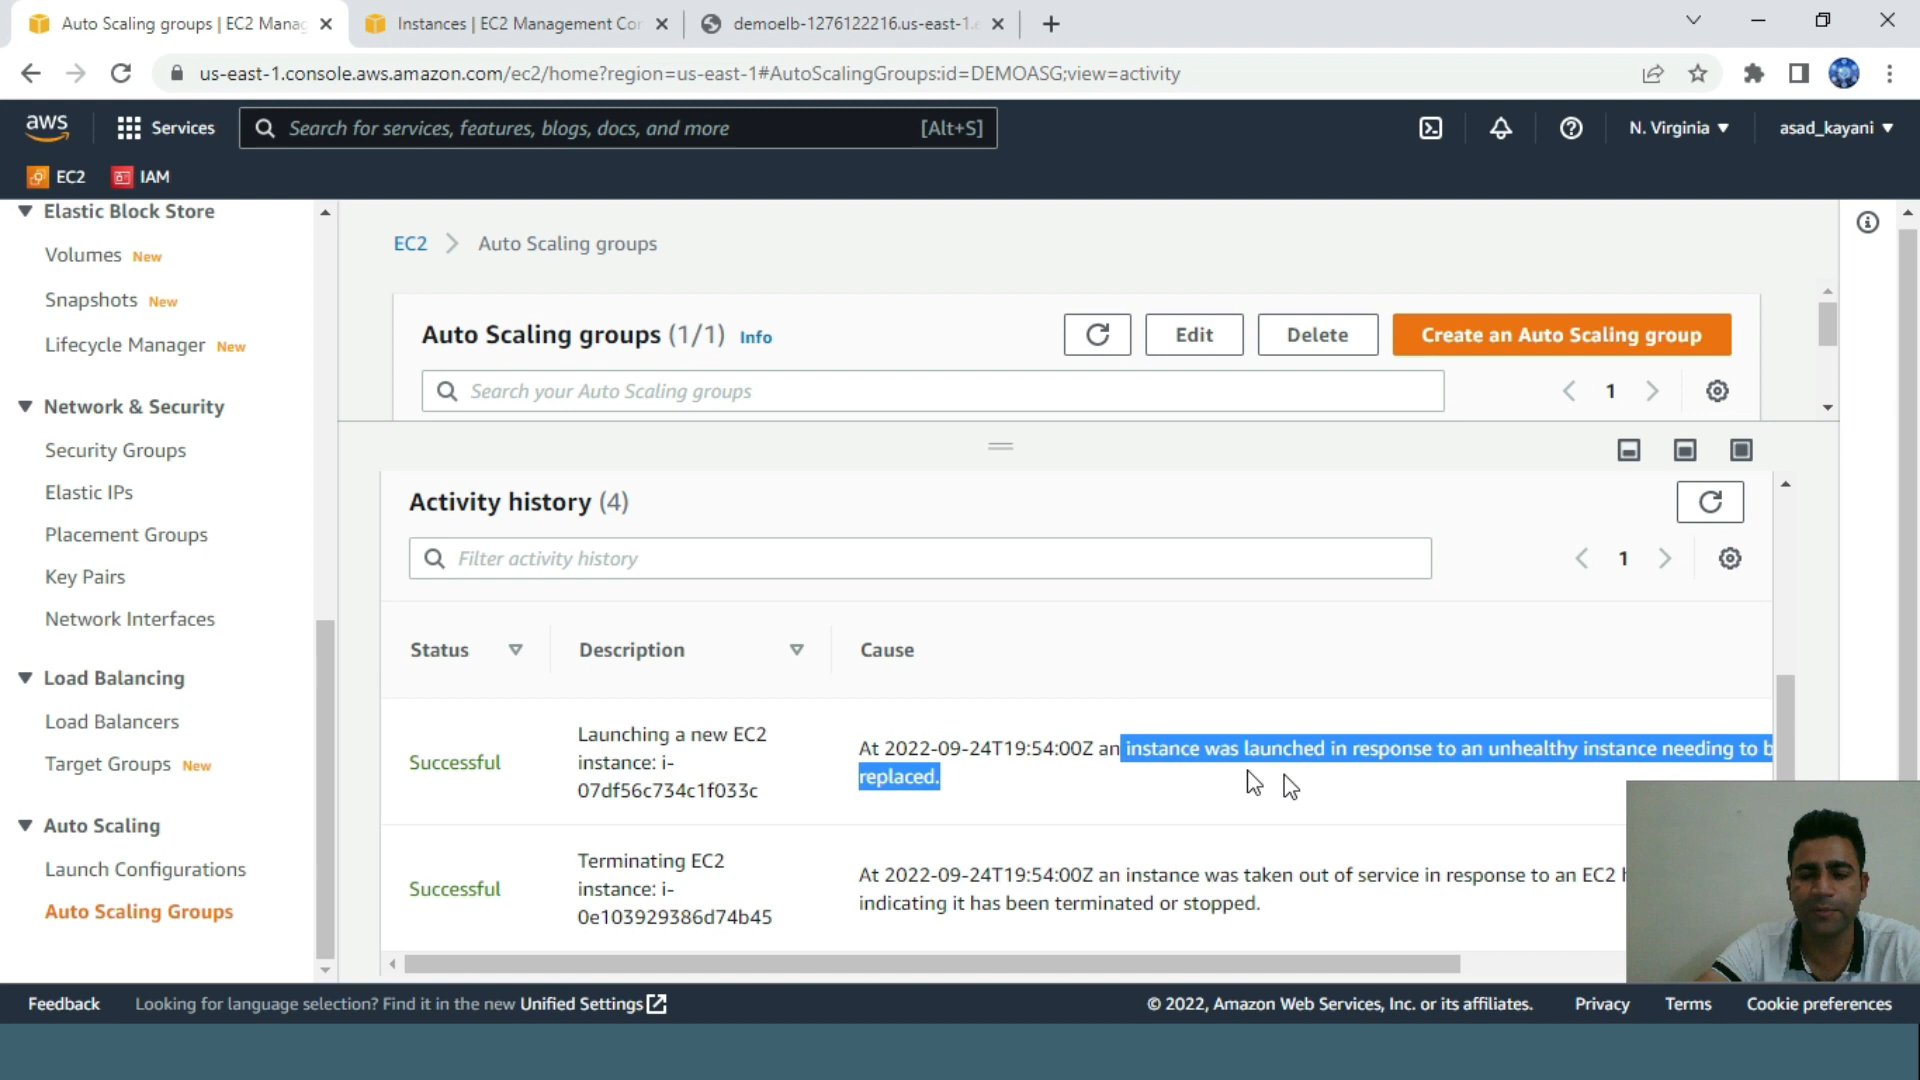 Auto Scaling groups | EC2 Manag
Instances | EC2 Management Con
demoelb-1276122216.us-east-1.e
us-east-1.console.aws.amazon.com/ec2/home?region=us-east-1#AutoScalingGroups:id=DEMOASG;view=activity
aws
Services
Search for services, features, blogs, docs, and more
[Alt+S]
N. Virginia
asad_kayani
EC2
IAM
Elastic Block Store
Volumes New
Snapshots New
Lifecycle Manager New
Network & Security
Security Groups
Elastic IPs
Placement Groups
Key Pairs
Network Interfaces
Load Balancing
Load Balancers
Target Groups New
Auto Scaling
Launch Configurations
Auto Scaling Groups
EC2 > Auto Scaling groups
Auto Scaling groups (1/1) Info
Edit
Delete
Create an Auto Scaling group
Search your Auto Scaling groups
1
Activity history (4)
Filter activity history
1
Status
Description
Cause
Successful
Launching a new EC2
instance: i-
07df56c734c1f033c
At 2022-09-24T19:54:00Z an instance was launched in response to an unhealthy instance needing to b
replaced.
Successful
Terminating EC2
instance: i-
0e103929386d74b45
At 2022-09-24T19:54:00Z an instance was taken out of service in response to an EC2
indicating it has been terminated or stopped.
Feedback
Looking for language selection? Find it in the new Unified Settings
© 2022, Amazon Web Services, Inc. or its affiliates.
Privacy
Terms
Cookie preferences